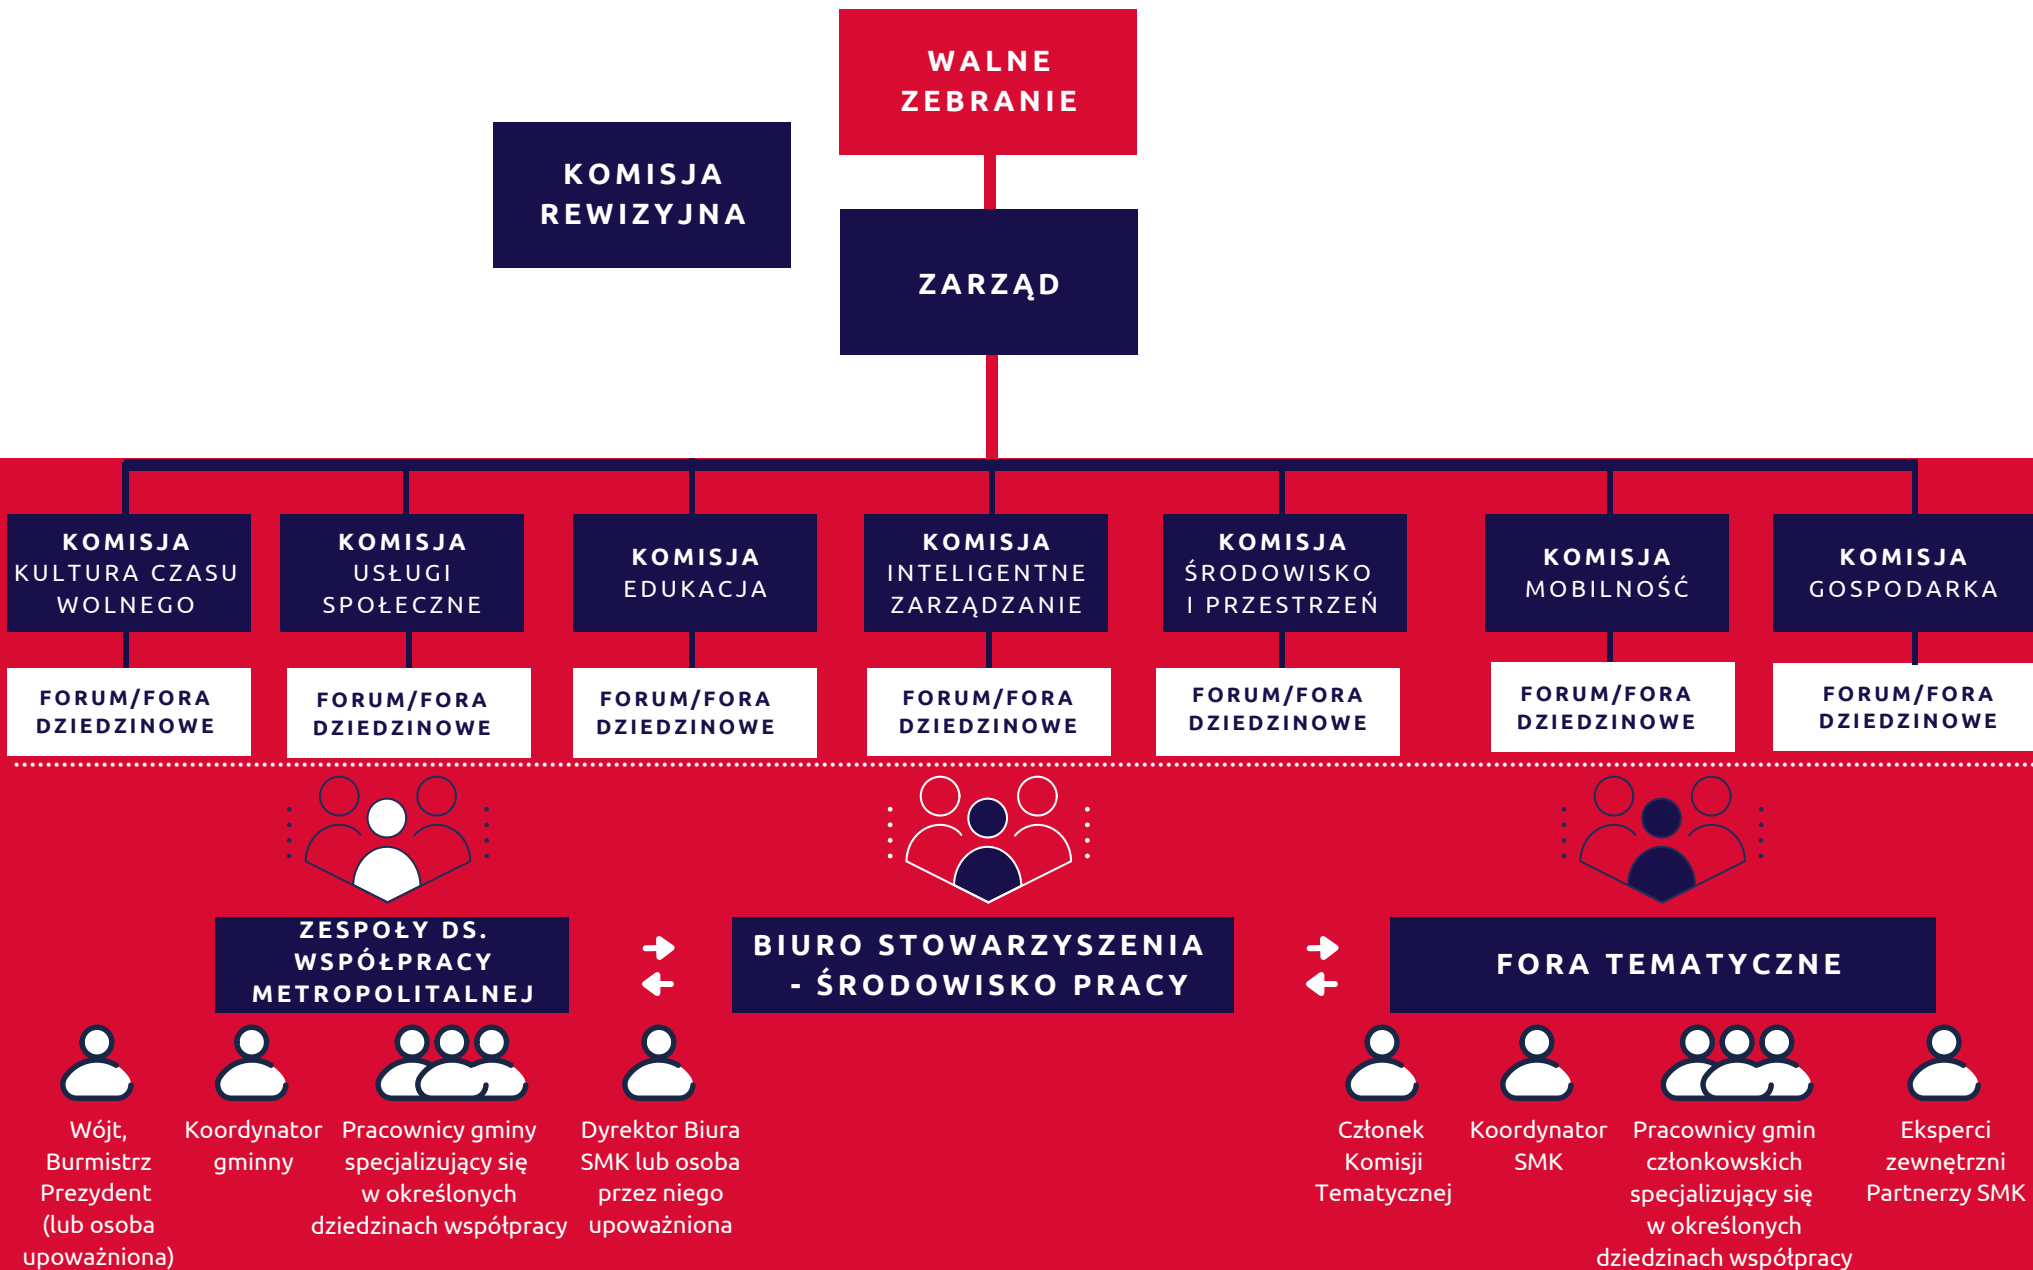 WALNE
ZEBRANIE
KOMISJA
REWIZYJNA
ZARZĄD
KOMISJA
KULTURA CZASU
WOLNEGO
KOMISJA
USŁUGI
SPOŁECZNE
KOMISJA
EDUKACJA
KOMISJA
INTELIGENTNE
ZARZĄDZANIE
KOMISJA
ŚRODOWISKO
I PRZESTRZEŃ
KOMISJA
MOBILNOŚĆ
KOMISJA
GOSPODARKA
FORUM/FORA
DZIEDZINOWE
FORUM/FORA
DZIEDZINOWE
FORUM/FORA
DZIEDZINOWE
FORUM/FORA
DZIEDZINOWE
FORUM/FORA
DZIEDZINOWE
FORUM/FORA
DZIEDZINOWE
FORUM/FORA
DZIEDZINOWE
ZESPOŁY DS.
WSPÓŁPRACY
METROPOLITALNEJ
BIURO STOWARZYSZENIA
- ŚRODOWISKO PRACY
FORA TEMATYCZNE
Wójt,
Burmistrz
Prezydent
(lub osoba
upoważniona)
Koordynator
gminny
Pracownicy gminy
specjalizujący się
w określonych
dziedzinach współpracy
Dyrektor Biura
SMK lub osoba
przez niego
upoważniona
Członek
Komisji
Tematycznej
Koordynator
SMK
Pracownicy gmin
członkowskich
specjalizujący się
w określonych
dziedzinach współpracy
Eksperci
zewnętrzni
Partnerzy SMK